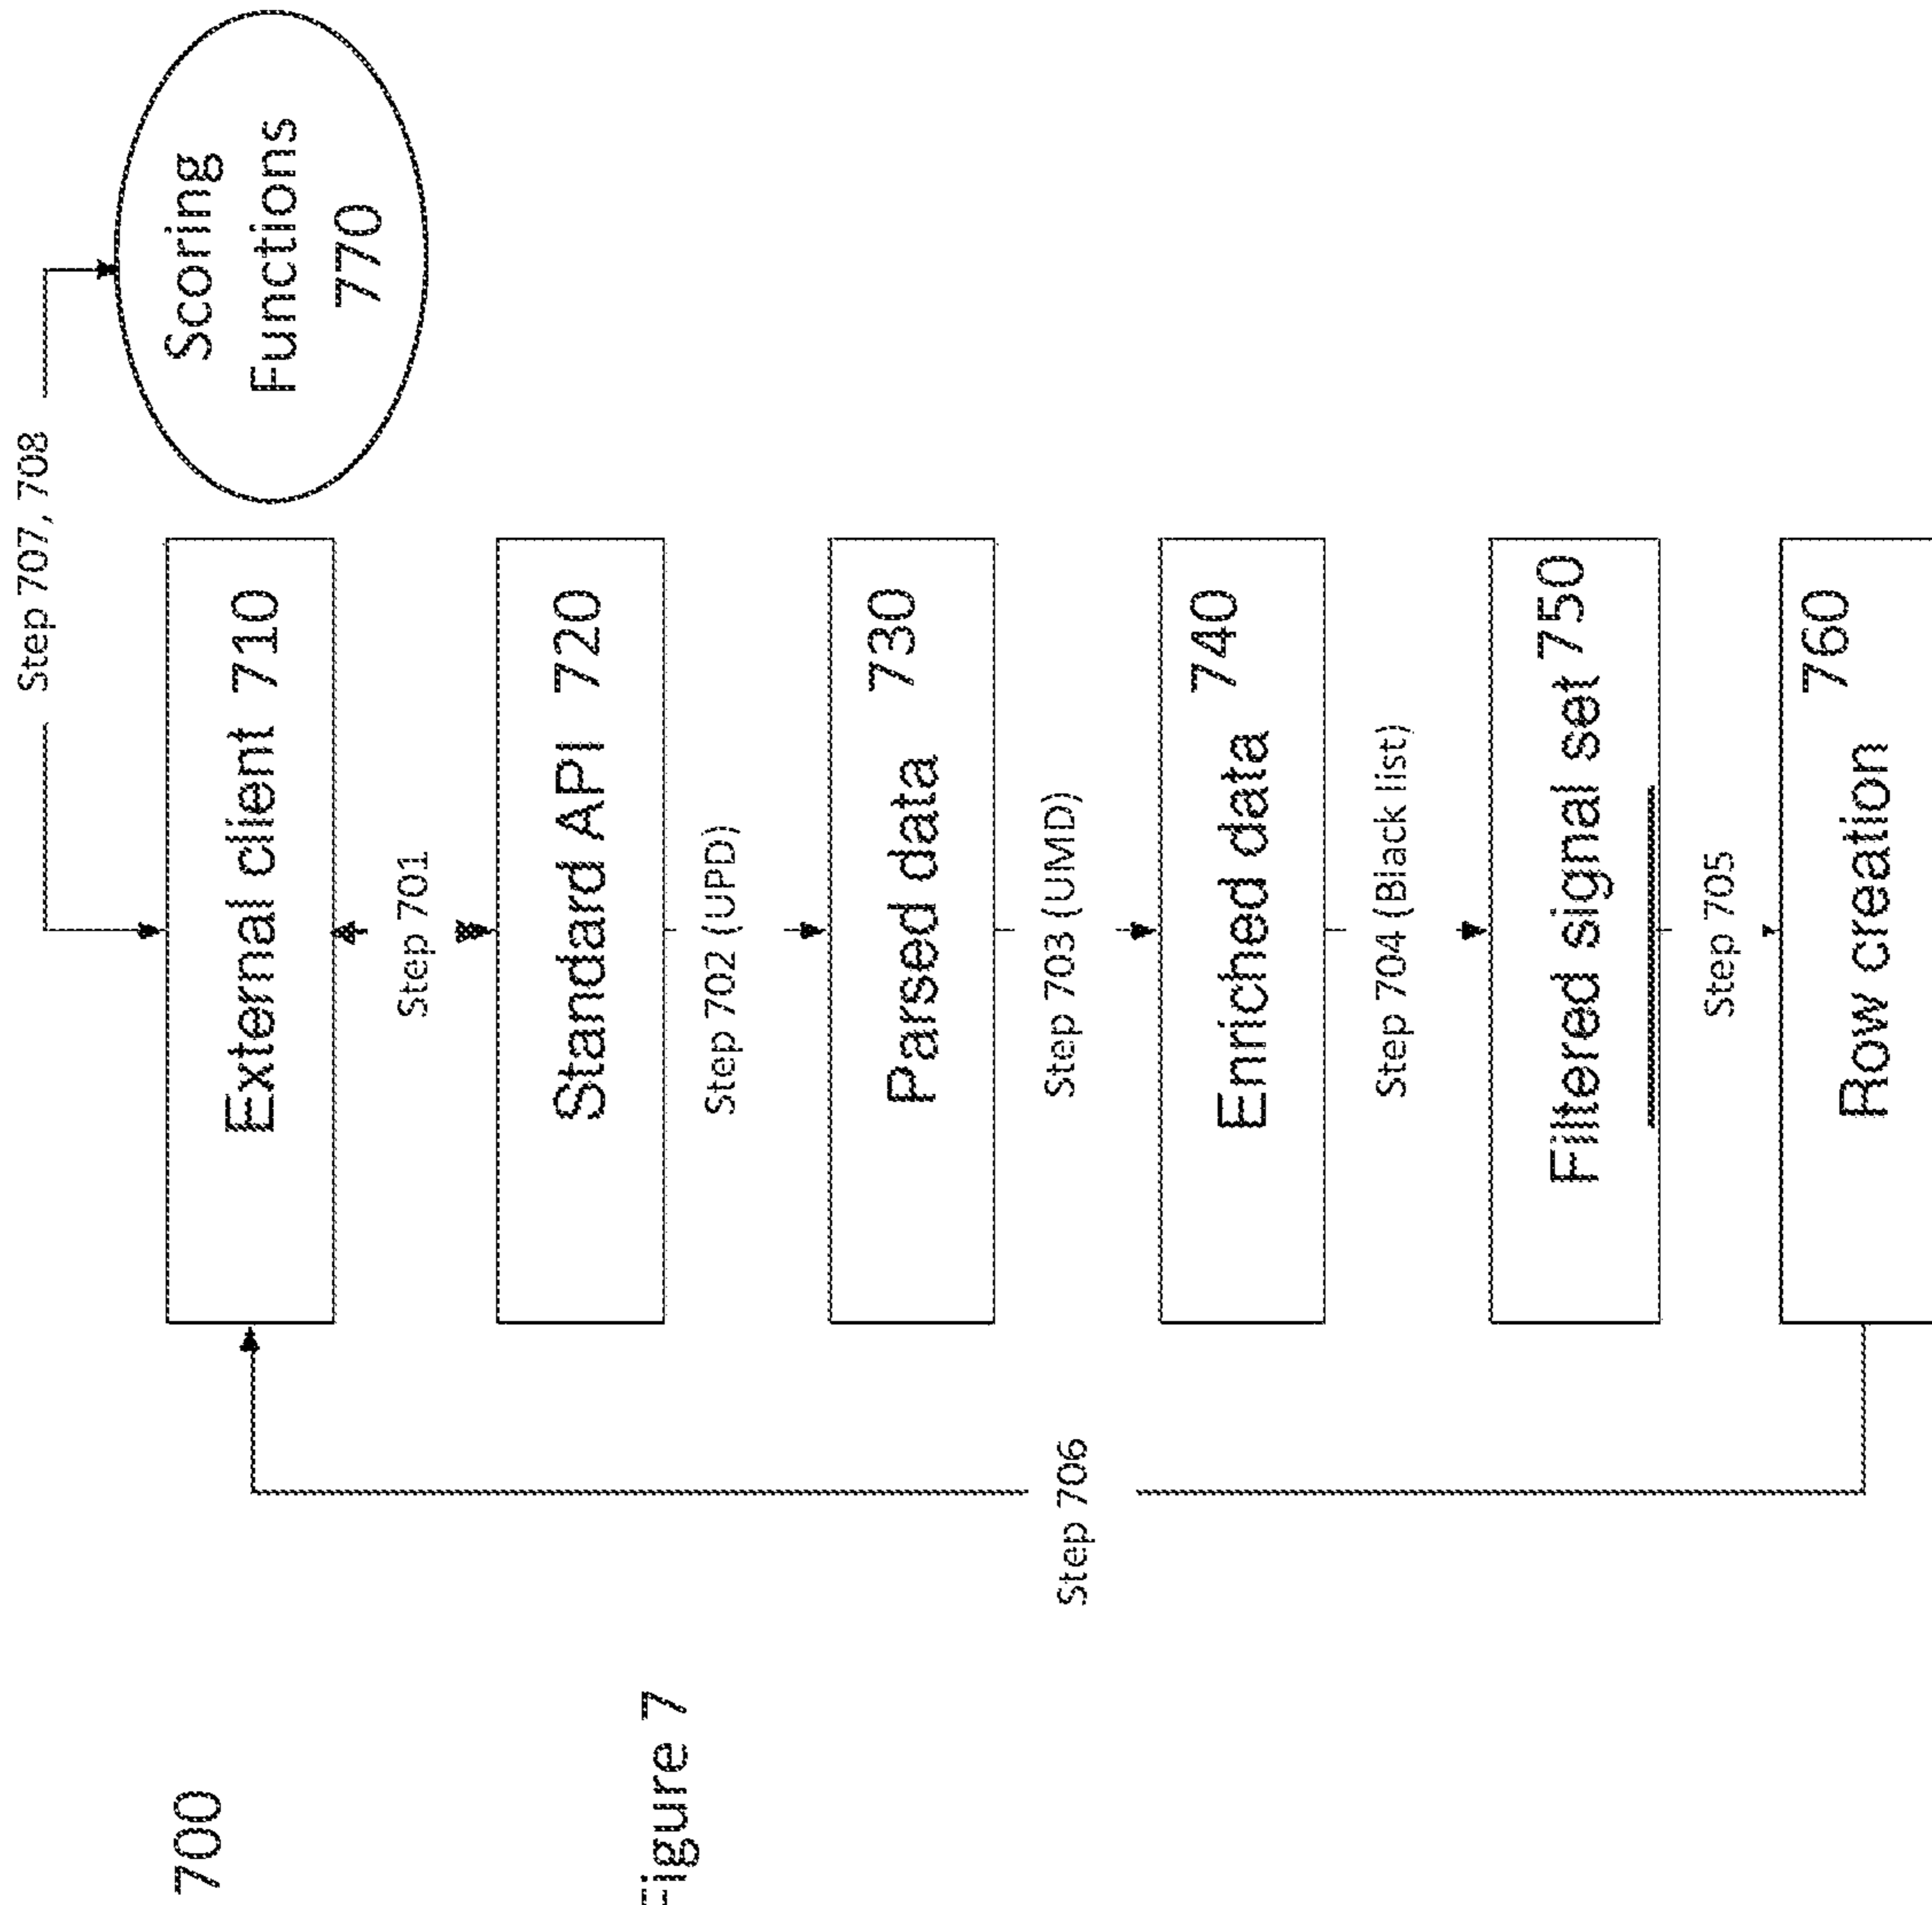 700
Figure 7
Step 707, 708
Scoring
Functions
770
External client 710
Step 701
Standard API 720
Step 702 (UPD)
Parsed data 730
Step 703 (UMD)
Enriched data 740
Step 704 (Black list)
Filtered signal set 750
Step 705
760
Row creation
Step 706